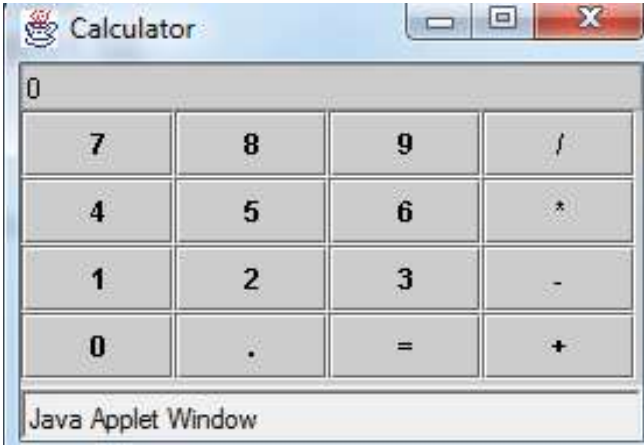 Calculator
0
7 8 9 /
4 5 6 *
1 2 3 -
0 . = +
Java Applet Window